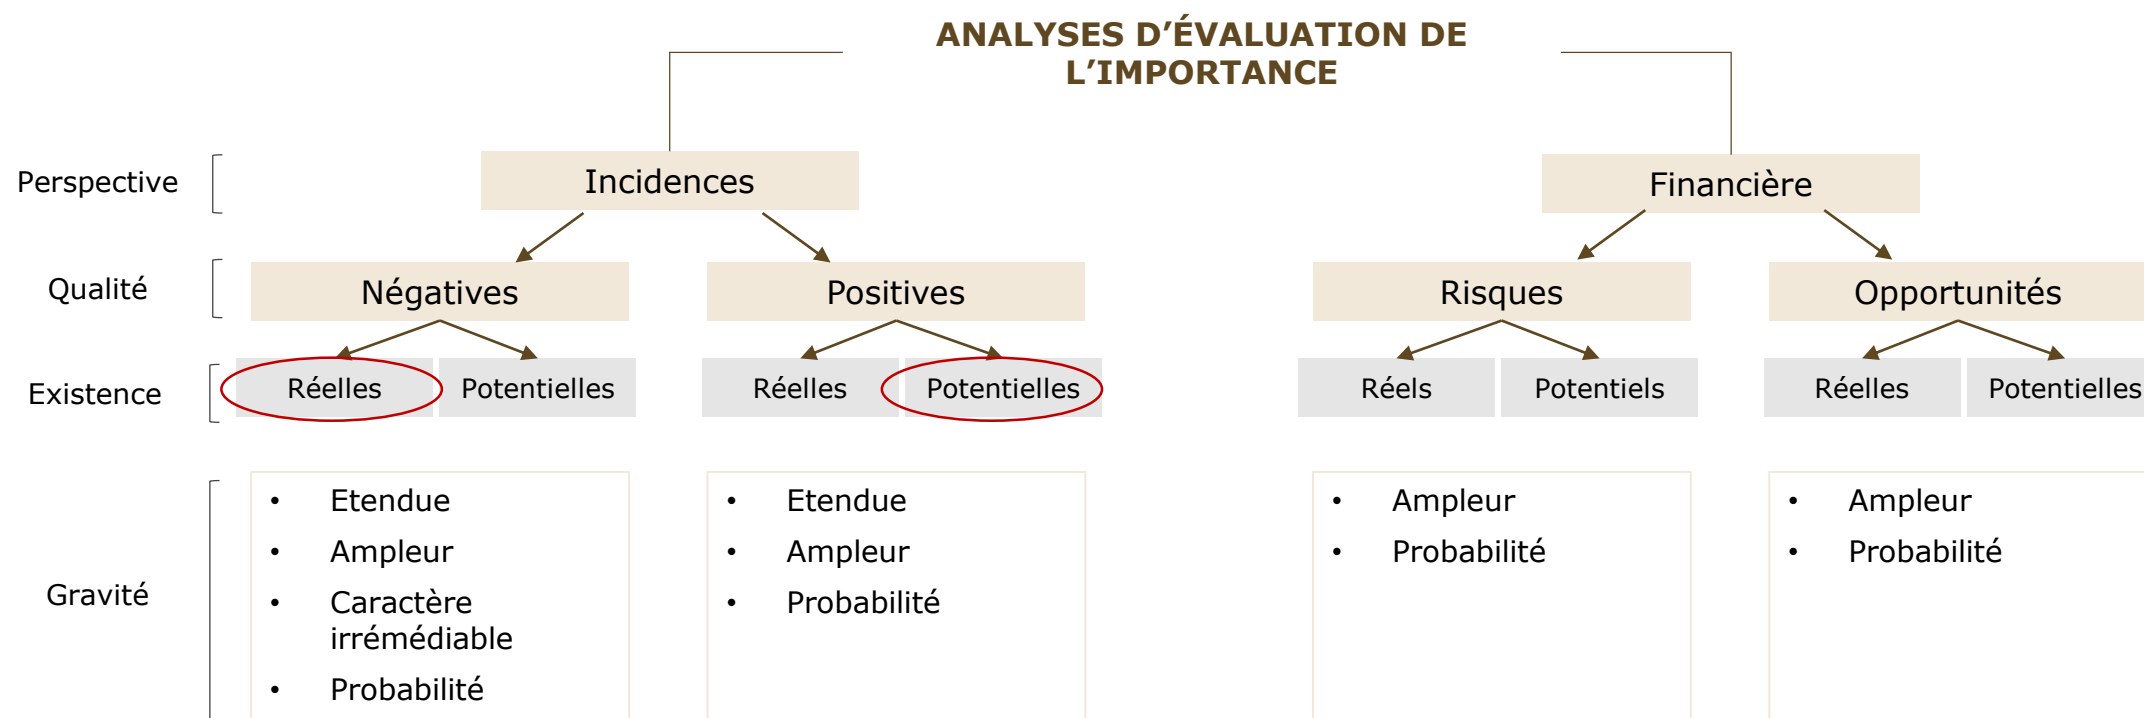 ANALYSES D’ÉVALUATION DE
L’IMPORTANCE
Perspective
Incidences
Financière
Qualité
Négatives
Positives
Risques
Opportunités
Existence
Réelles
Potentielles
Réelles
Potentielles
Réels
Potentiels
Réelles
Potentielles
Gravité
• Etendue
• Ampleur
• Caractère
irrémédiable
• Probabilité
• Etendue
• Ampleur
• Probabilité
• Ampleur
• Probabilité
• Ampleur
• Probabilité